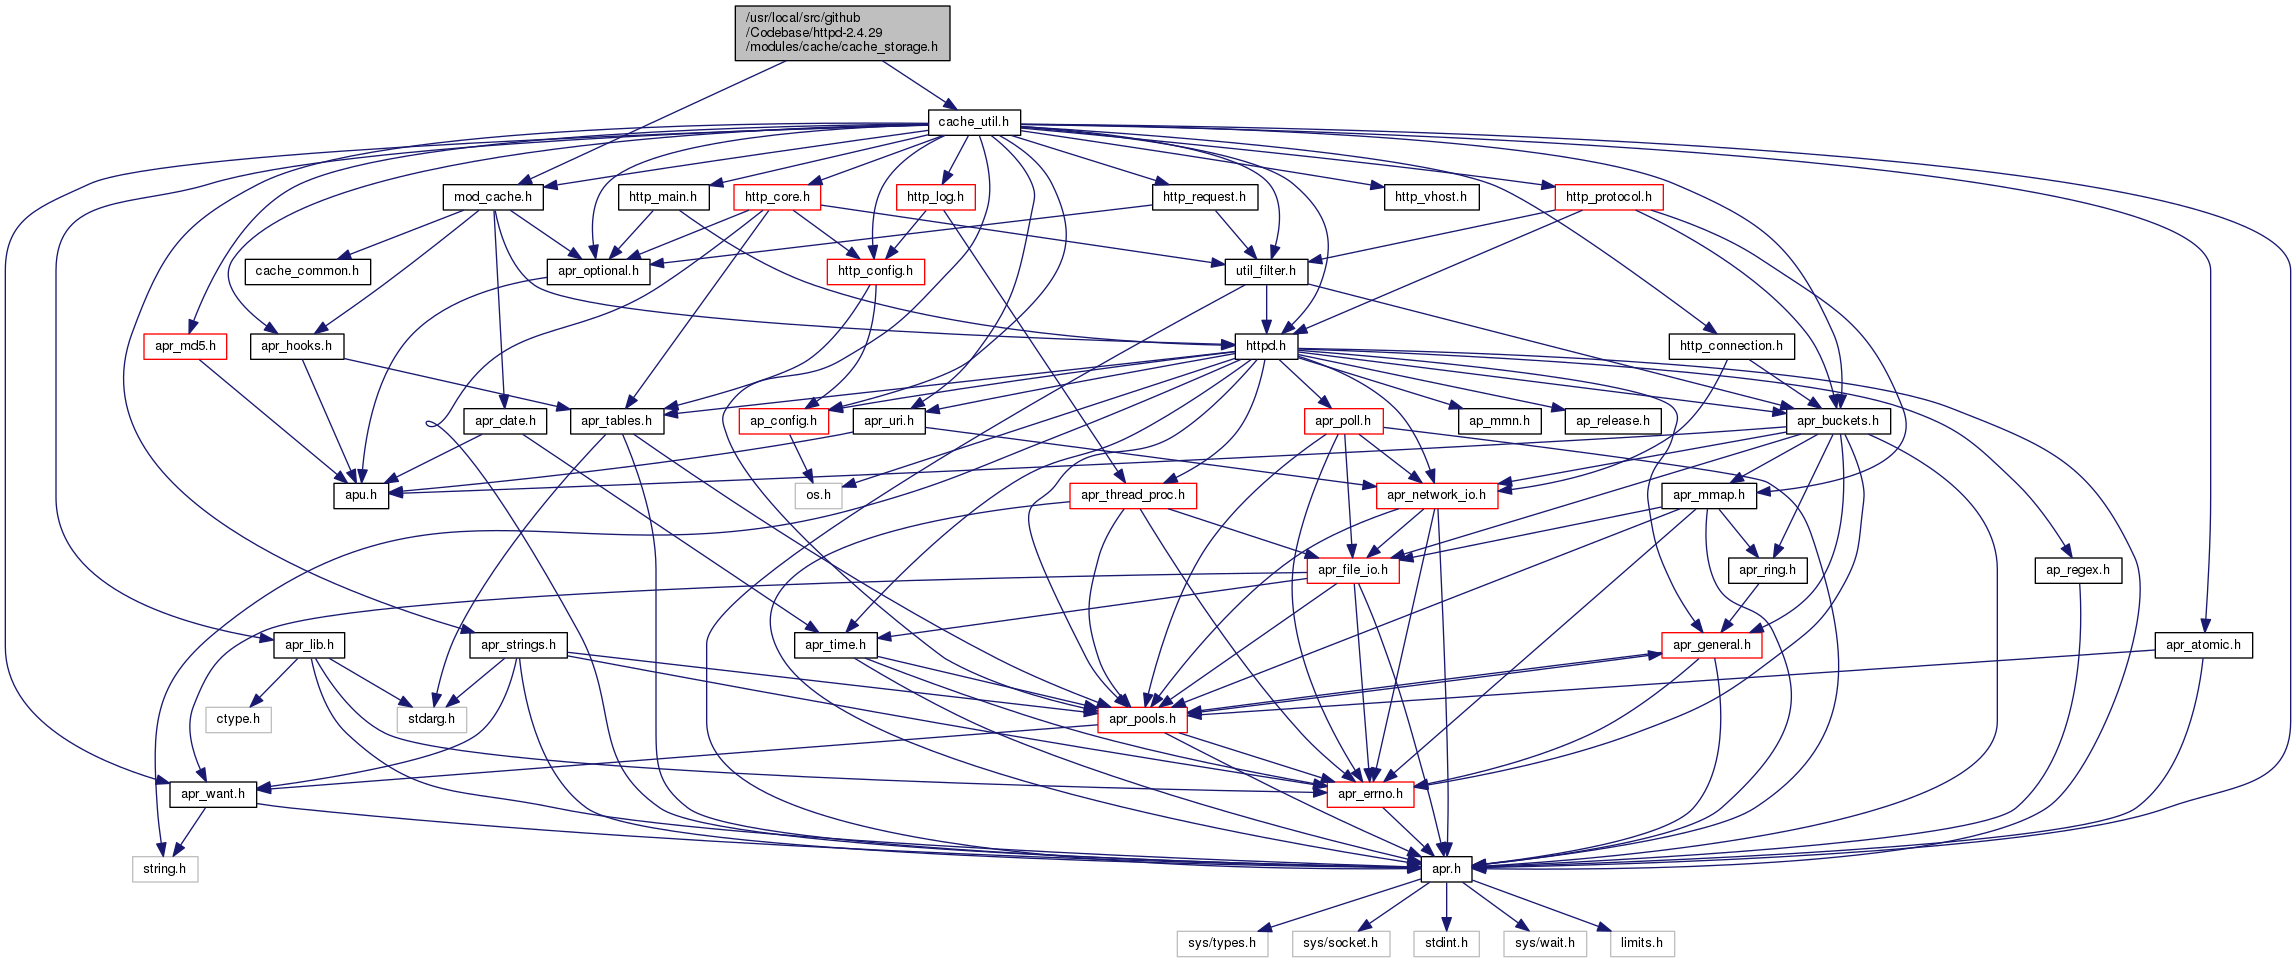 /usr/local/src/github
/Codebase/httpd-2.4.29
/modules/cache/cache_storage.h
cache_util.h
mod_cache.h
http_main.h
http_core.h
http_log.h
http_request.h
http_vhost.h
http_protocol.h
cache_common.h
apr_optional.h
http_config.h
util_filter.h
apr_md5.h
apr_hooks.h
httpd.h
http_connection.h
apr_date.h
apr_tables.h
ap_config.h
apr_uri.h
apr_poll.h
ap_mmn.h
ap_release.h
apr_buckets.h
apu.h
os.h
apr_thread_proc.h
apr_network_io.h
apr_mmap.h
apr_file_io.h
apr_ring.h
ap_regex.h
apr_lib.h
apr_strings.h
apr_time.h
apr_general.h
apr_atomic.h
ctype.h
stdarg.h
apr_pools.h
apr_want.h
apr_errno.h
string.h
apr.h
sys/types.h
sys/socket.h
stdint.h
sys/wait.h
limits.h